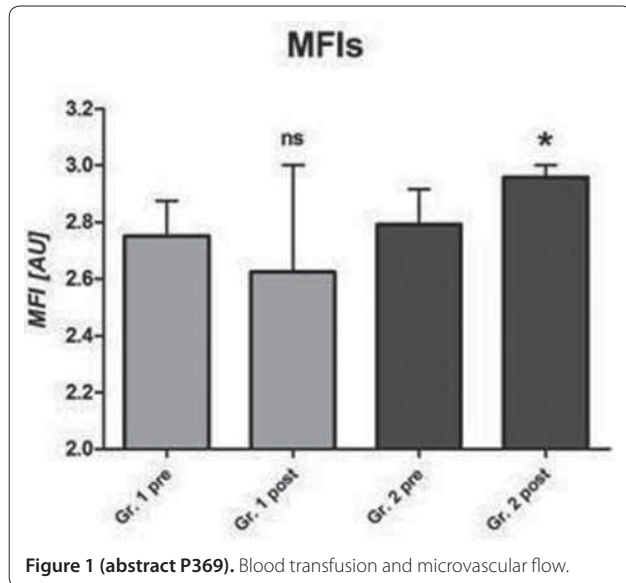 MFIs
MFI [AU]
3.2
3.0
2.8
2.6
2.4
2.2
2.0
ns
*
Gr. 1 pre
Gr. 1 post
Gr. 2 pre
Gr. 2 post
Figure 1 (abstract P369). Blood transfusion and microvascular flow.